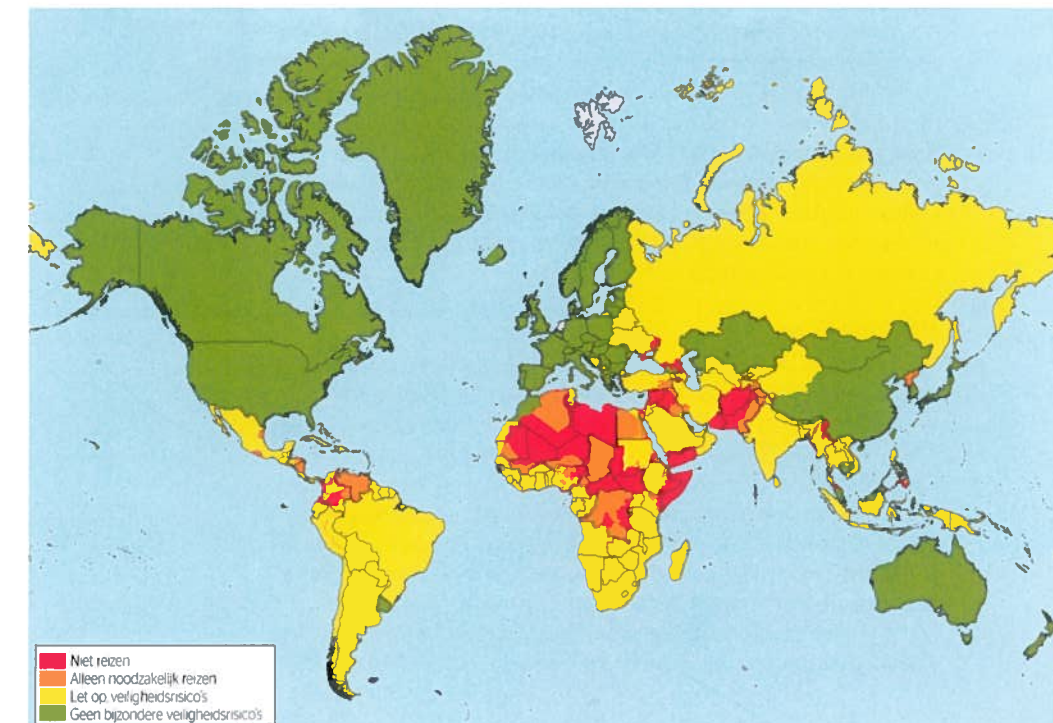 Niet reizen
Alleen noodzakelijk reizen
Let op veiligheidsrisico's
Geen bijzondere veiligheidsrisico's